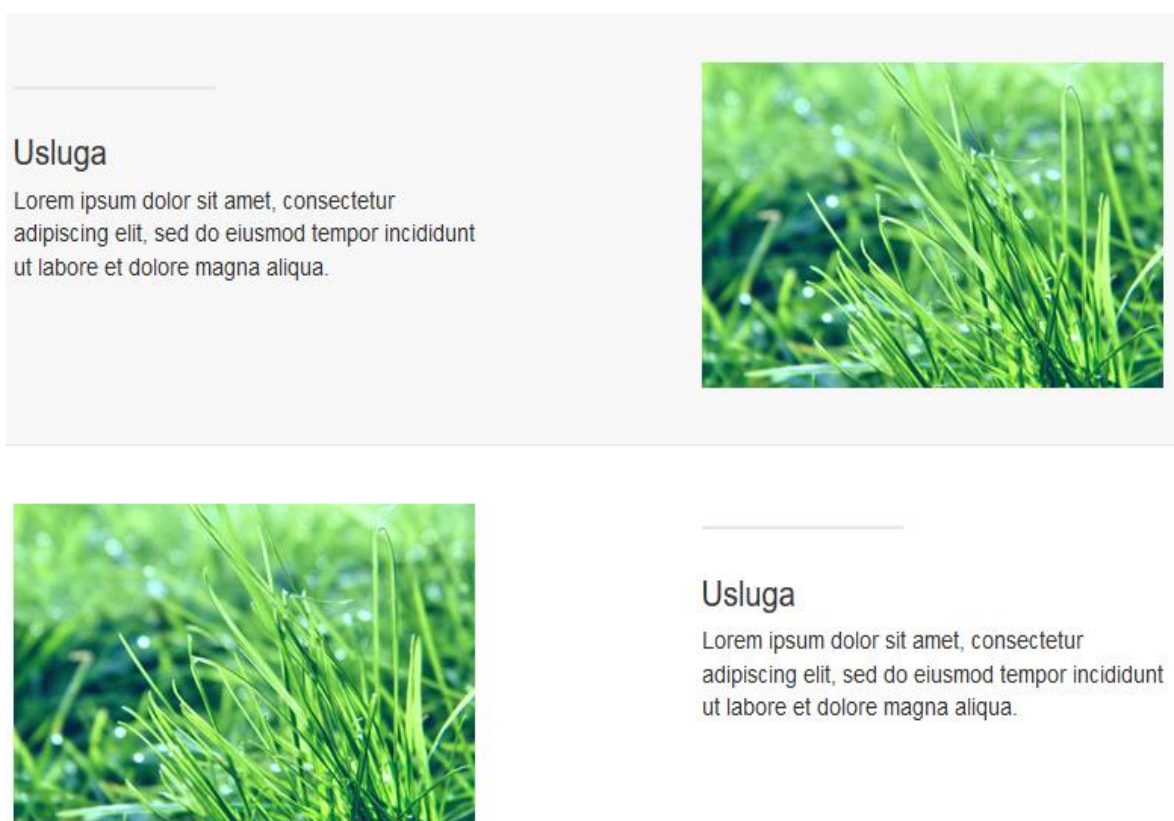 Usluga
Lorem ipsum dolor sit amet, consectetur
adipiscing elit, sed do eiusmod tempor incididunt
ut labore et dolore magna aliqua.
Usluga
Lorem ipsum dolor sit amet, consectetur
adipiscing elit, sed do eiusmod tempor incididunt
ut labore et dolore magna aliqua.